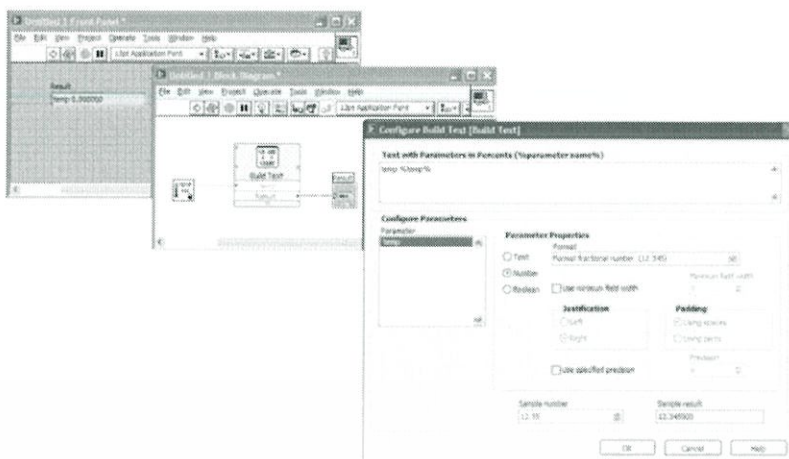 Untitled 1 Front Panel *
File Edit View Project Operate Tools Window Help
13pt Application Font
Result
temp 0.000000
Untitled 1 Block Diagram *
File Edit View Project Operate Tools Window Help
13pt Application Font
Build Text
Result
Result
Configure Build Text [Build Text]
Text with Parameters in Percents (%parameter name%)
temp %temp%
Configure Parameters
Parameter
temp
Parameter Properties
Format
Text
Format fractional number (12.345)
Number
Boolean
Use minimum field width
Minimum field width
Justification
Left
Right
Padding
Using spaces
Using zeros
Use specified precision
Precision
Sample number
Sample result
12.35
12.345000
OK
Cancel
Help